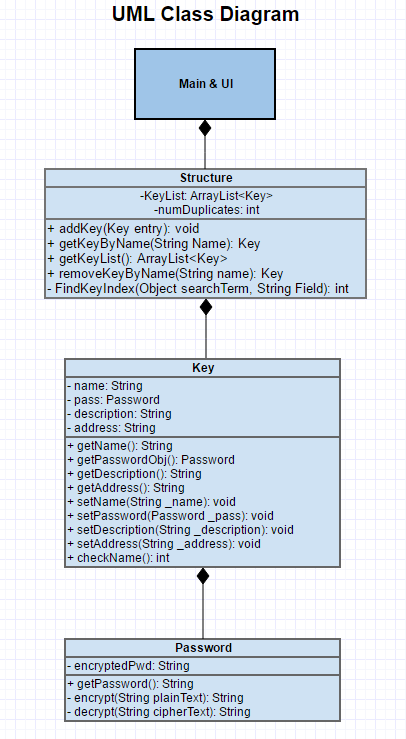 UML Class Diagram
Main & UI
Structure
-KeyList: ArrayList<Key>
-numDuplicates: int
+ addKey(Key entry): void
+ getKeyByName(String Name): Key
+ getKeyList(): ArrayList<Key>
+ removeKeyByName(String name): Key
- FindKeyIndex(Object searchTerm, String Field): int
Key
- name: String
- pass: Password
- description: String
- address: String
+ getName(): String
+ getPasswordObj(): Password
+ getDescription(): String
+ getAddress(): String
+ setName(String _name): void
+ setPassword(Password _pass): void
+ setDescription(String _description): void
+ setAddress(String _address): void
+ checkName(): int
Password
- encryptedPwd: String
+ getPassword(): String
- encrypt(String plainText): String
- decrypt(String cipherText): String